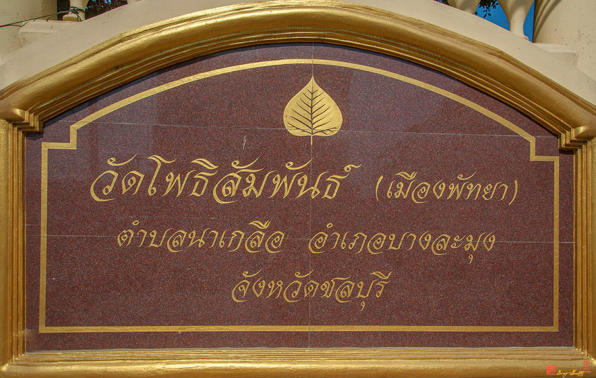 วัดโพธิสัมพันธ์ (เมืองพัทยา)
ตำบลนาเกลือ อำเภอบางละมุง
จังหวัดชลบุรี